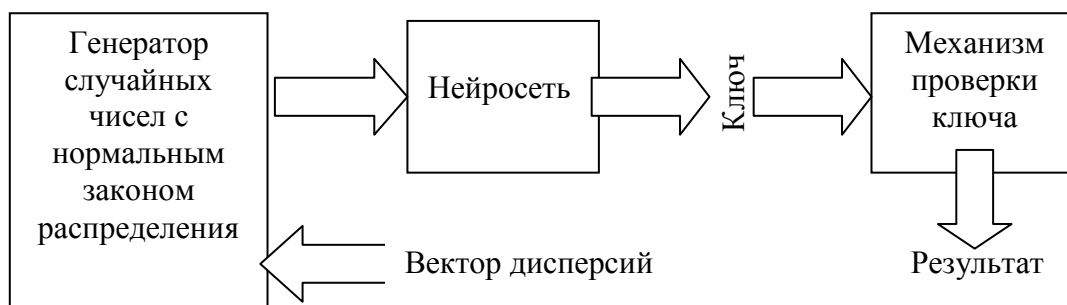 Генератор
случайных
чисел с
нормальным
законом
распределения
Нейросеть
Ключ
Механизм
проверки
ключа
Вектор дисперсий
Результат